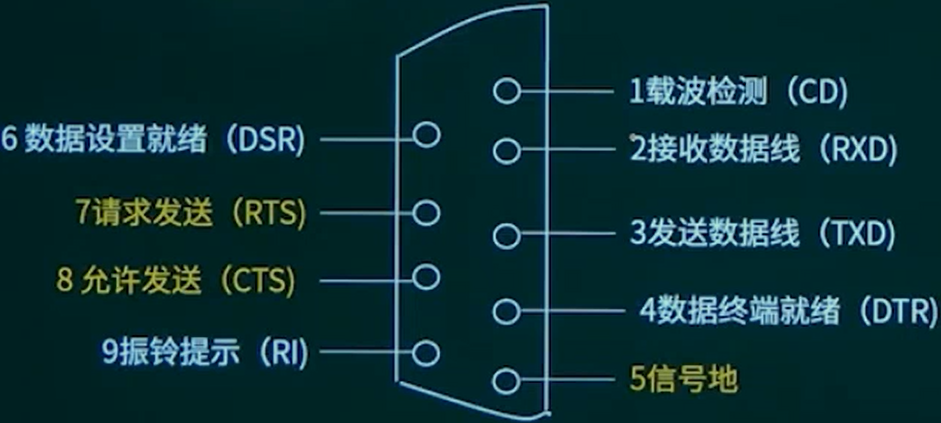 1载波检测（CD)
6 数据设置就绪（DSR)
2接收数据线（RXD)
7请求发送（RTS)
3发送数据线（TXD)
8 允许发送（CTS)
4数据终端就绪（DTR)
9振铃提示（RI)
5信号地